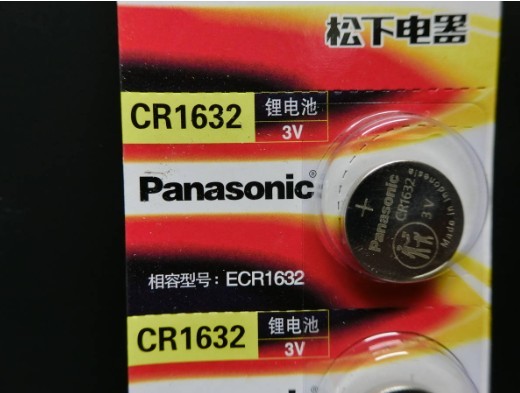 松下电器
CR1632
锂电池
3V
Panasonic®
相容型号：ECR1632
+
Panasonic
CR1632
3V
Made in Indonesia
CR1632
锂电池
3V